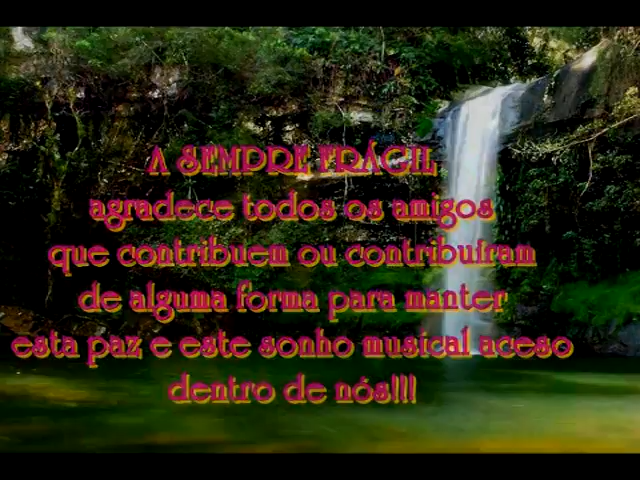 A SEMPRE FRÁGIL
agradece todos os amigos
que contribuem ou contribuíram
de alguma forma para manter
esta paz e este sonho musical aceso
dentro de nós!!!